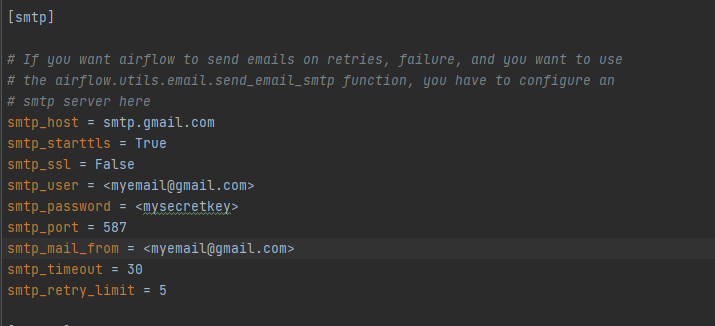 [smtp]
# If you want airflow to send emails on retries, failure, and you want to use
# the airflow.utils.email.send_email_smtp function, you have to configure an
# smtp server here
smtp_host = smtp.gmail.com
smtp_starttls = True
smtp_ssl = False
smtp_user = <myemail@gmail.com>
smtp_password = <mysecretkey>
smtp_port = 587
smtp_mail_from = <myemail@gmail.com>
smtp_timeout = 30
smtp_retry_limit = 5